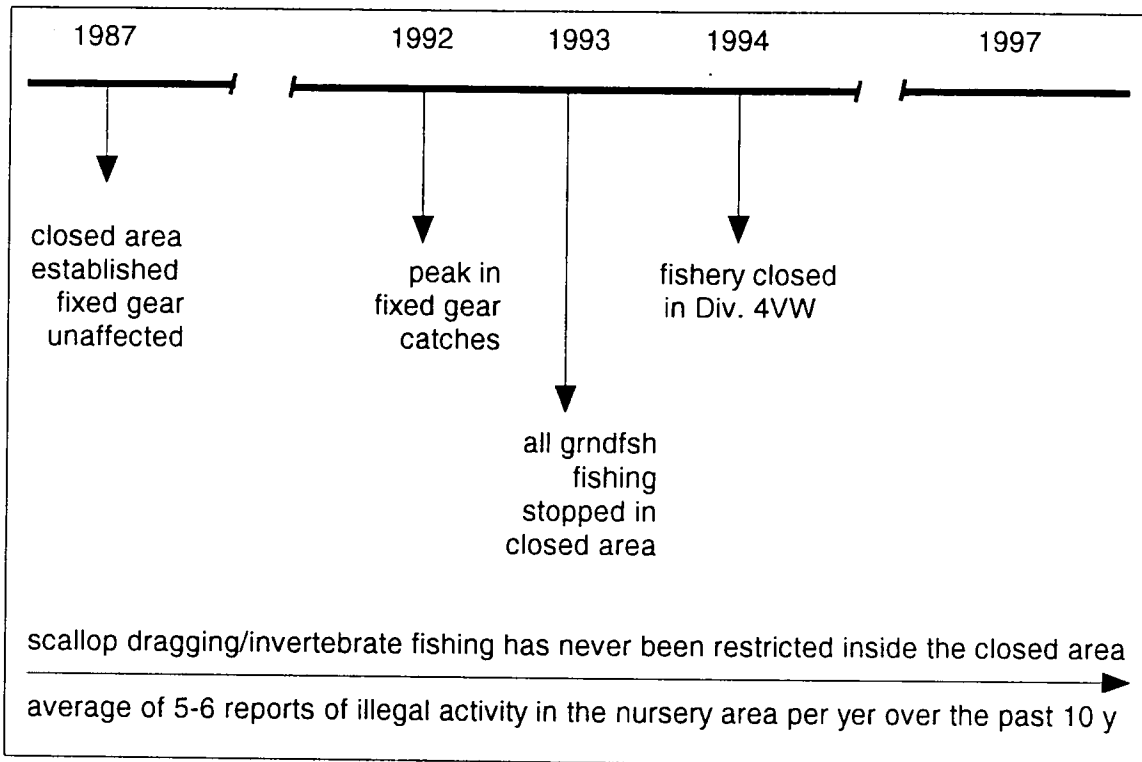 1987 1992 1993 1994 1997
closed area
established
fixed gear
unaffected
peak in
fixed gear
catches
all grndfsh
fishing
stopped in
closed area
fishery closed
in Div. 4VW
scallop dragging/invertebrate fishing has never been restricted inside the closed area
average of 5-6 reports of illegal activity in the nursery area per yer over the past 10 y